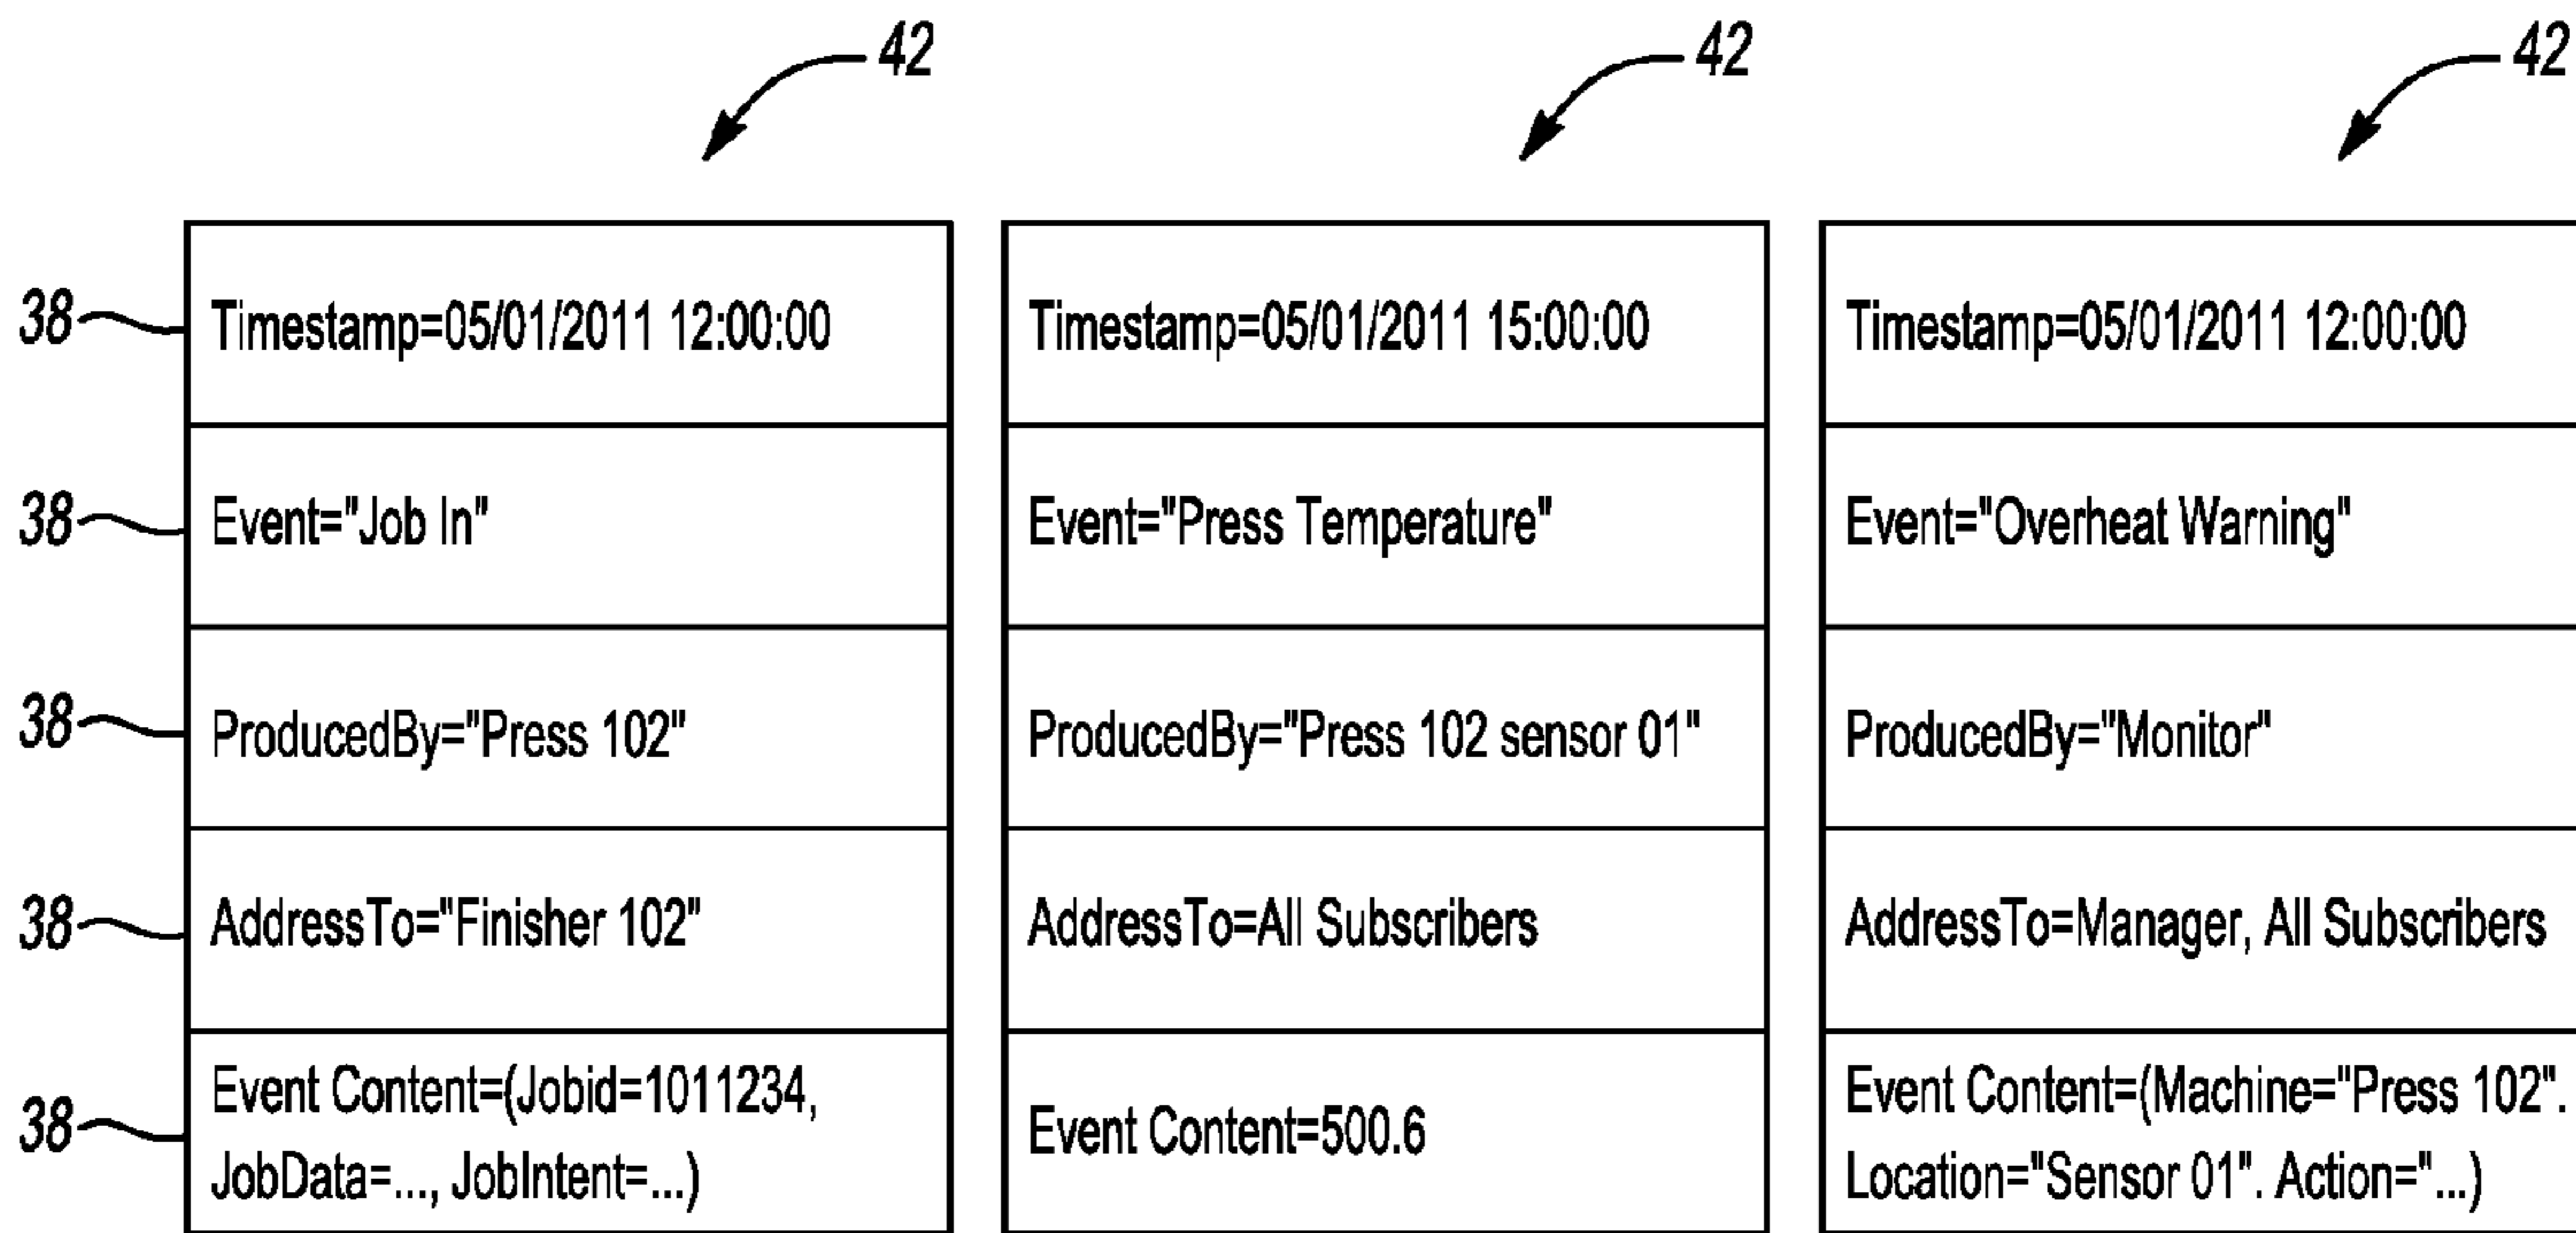 42
42
42
38
Timestamp=05/01/2011 12:00:00
Timestamp=05/01/2011 15:00:00
Timestamp=05/01/2011 12:00:00
38
Event="Job In"
Event="Press Temperature"
Event="Overheat Warning"
38
ProducedBy="Press 102"
ProducedBy="Press 102 sensor 01"
ProducedBy="Monitor"
38
AddressTo="Finisher 102"
AddressTo=All Subscribers
AddressTo=Manager, All Subscribers
38
Event Content=(Jobid=1011234,
JobData=..., JobIntent=...)
Event Content=500.6
Event Content=(Machine="Press 102".
Location="Sensor 01". Action="...)